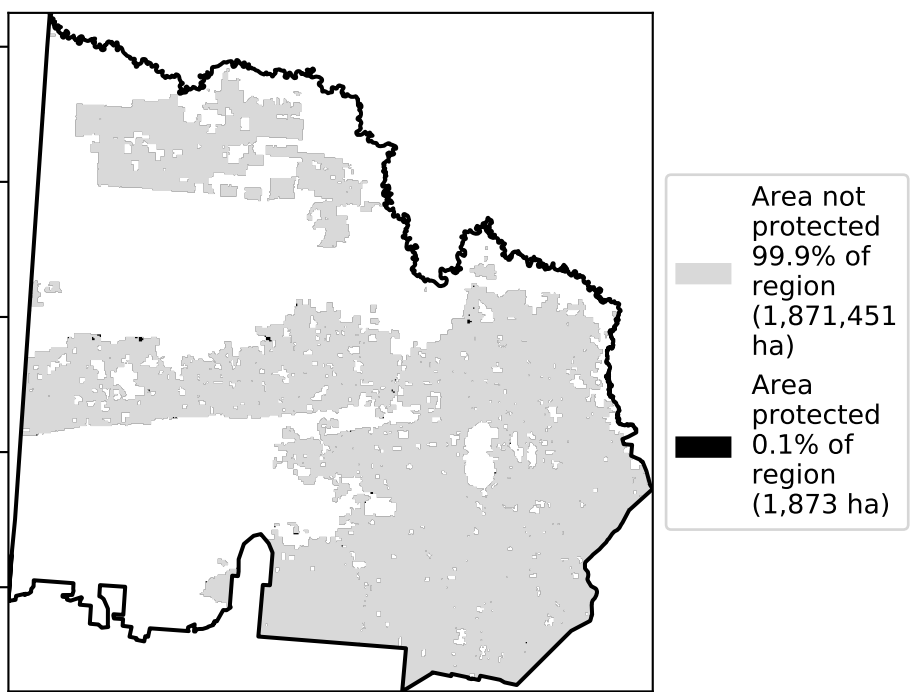 Area not
protected
99.9% of
region
(1,871,451
ha)
Area
protected
0.1% of
region
(1,873 ha)